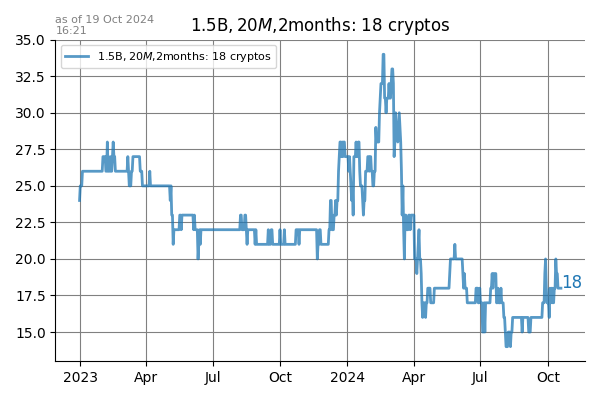 as of 19 Oct 2024
16:21
1.5B, 20M,2months: 18 cryptos
1.5B, 20M,2months: 18 cryptos
35.0
32.5
30.0
27.5
25.0
22.5
20.0
17.5
15.0
18
2023
Apr
Jul
Oct
2024
Apr
Jul
Oct